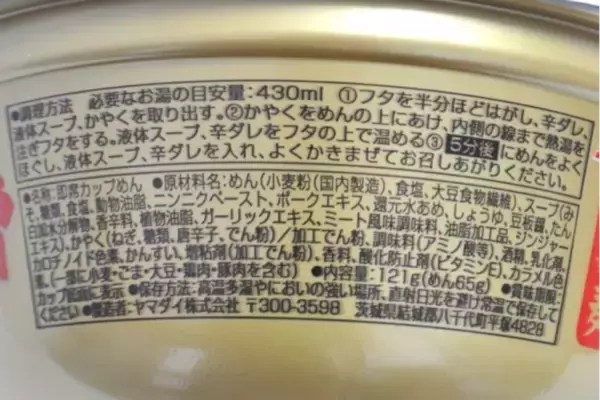 ●調理方法 必要なお湯の目安量:430ml ①フタを半分ほどはがし、辛ダレ、
液体スープ、かやくを取り出す。②かやくをめんの上にあけ、内側の線まで熱湯を
注ぎフタをする。液体スープ、辛ダレをフタの上で温める③5分後にめんをよく
ほぐし、液体スープ、辛ダレを入れ、よくかきまぜてお召しあがりください。
●名称:即席カップめん ●原材料名:めん(小麦粉(国内製造)、食塩、大豆食物繊維)、スープ(み
そ、糖類、食塩、動物油脂、ニンニクペースト、ポークエキス、還元水あめ、しょうゆ、豆板醤、たん
白加水分解物、香辛料、植物油脂、ガーリックエキス、ミート風味調味料、油脂加工品、ジンジャー
エキス)、かやく(ねぎ、糖類、唐辛子、でん粉)/加工でん粉、調味料(アミノ酸等)、酒精、乳化剤、
カロチノイド色素、かんすい、増粘剤(加工でん粉)、香料、酸化防止剤(ビタミンE)、カラメル色
素、(一部に小麦・ごま・大豆・鶏肉・豚肉を含む) ●内容量:121g(めん65g) ●賞味期限:
カップ底面に表示 ●保存方法:高温多湿やにおいの強い場所、直射日光を避け常温で保存して
ください ●製造者:ヤマダイ株式会社 〒300-3598 茨城県結城郡八千代町平塚4828